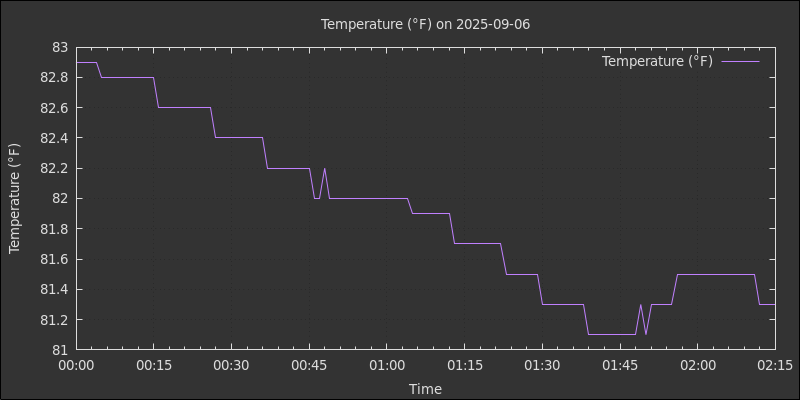 Temperature (°F) on 2025-09-06
Temperature (°F)
83
82.8
82.6
82.4
82.2
82
81.8
81.6
81.4
81.2
81
Temperature (°F)
00:00 00:15 00:30 00:45 01:00 01:15 01:30 01:45 02:00 02:15
Time